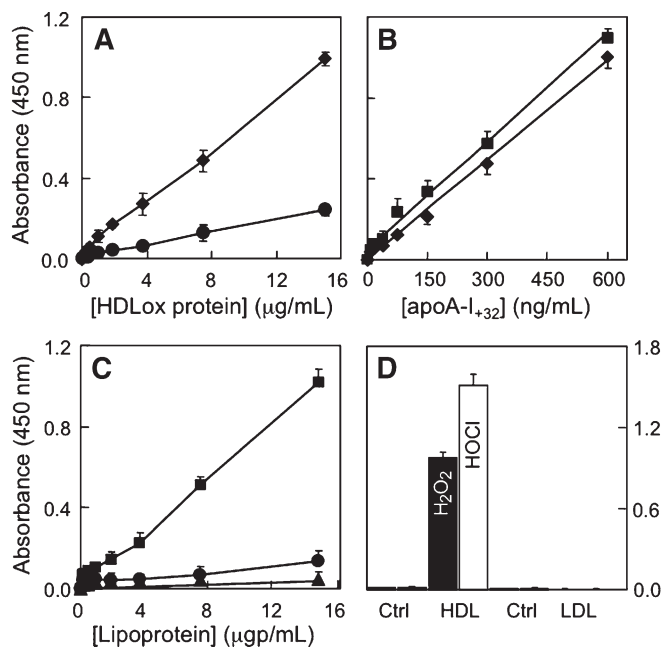 A
B
1.2
0.8
0.4
0.0
Absorbance (450 nm)
0
4
8
12
16
[HDLox protein] (μg/mL)
0
150
300
450
600
[apoA-I+32] (ng/mL)
C
D
1.2
0.8
0.4
0.0
Absorbance (450 nm)
0
4
8
12
16
[Lipoprotein] (μgp/mL)
H2O2
HOCl
1.8
1.2
0.6
0.0
Ctrl HDL Ctrl LDL